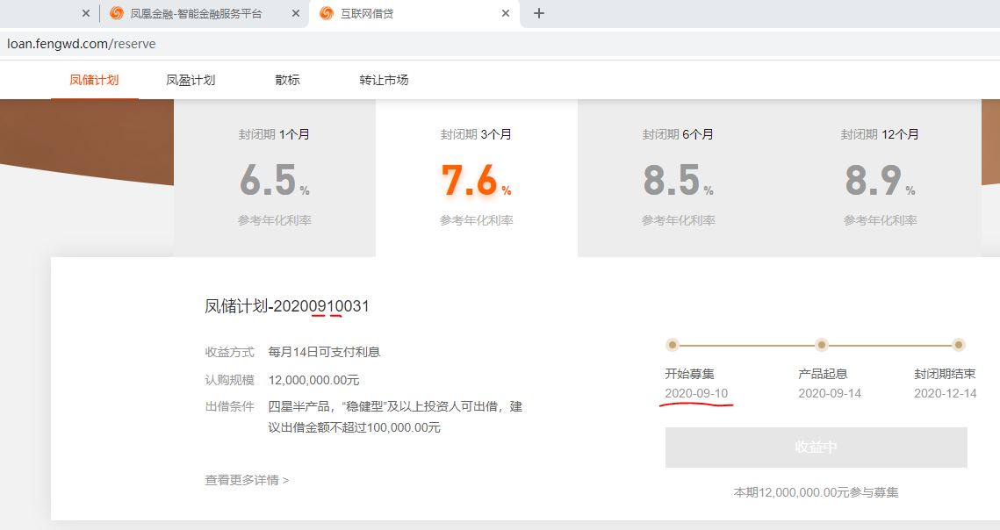 凤凰金融-智能金融服务平台
互联网借贷
loan.fengwd.com/reserve
凤储计划 凤盈计划 散标 转让市场
封闭期 1个月 封闭期 3个月 封闭期 6个月 封闭期 12个月
6.5% 7.6% 8.5% 8.9%
参考年化利率 参考年化利率 参考年化利率 参考年化利率
凤储计划-20200910031
收益方式 每月14日可支付利息
认购规模 12,000,000.00元
出借条件 四星半产品，“稳健型”及以上投资人可出借，建
议出借金额不超过100,000.00元
查看更多详情 >
开始募集 产品起息 封闭期结束
2020-09-10 2020-09-14 2020-12-14
收益中
本期12,000,000.00元参与募集